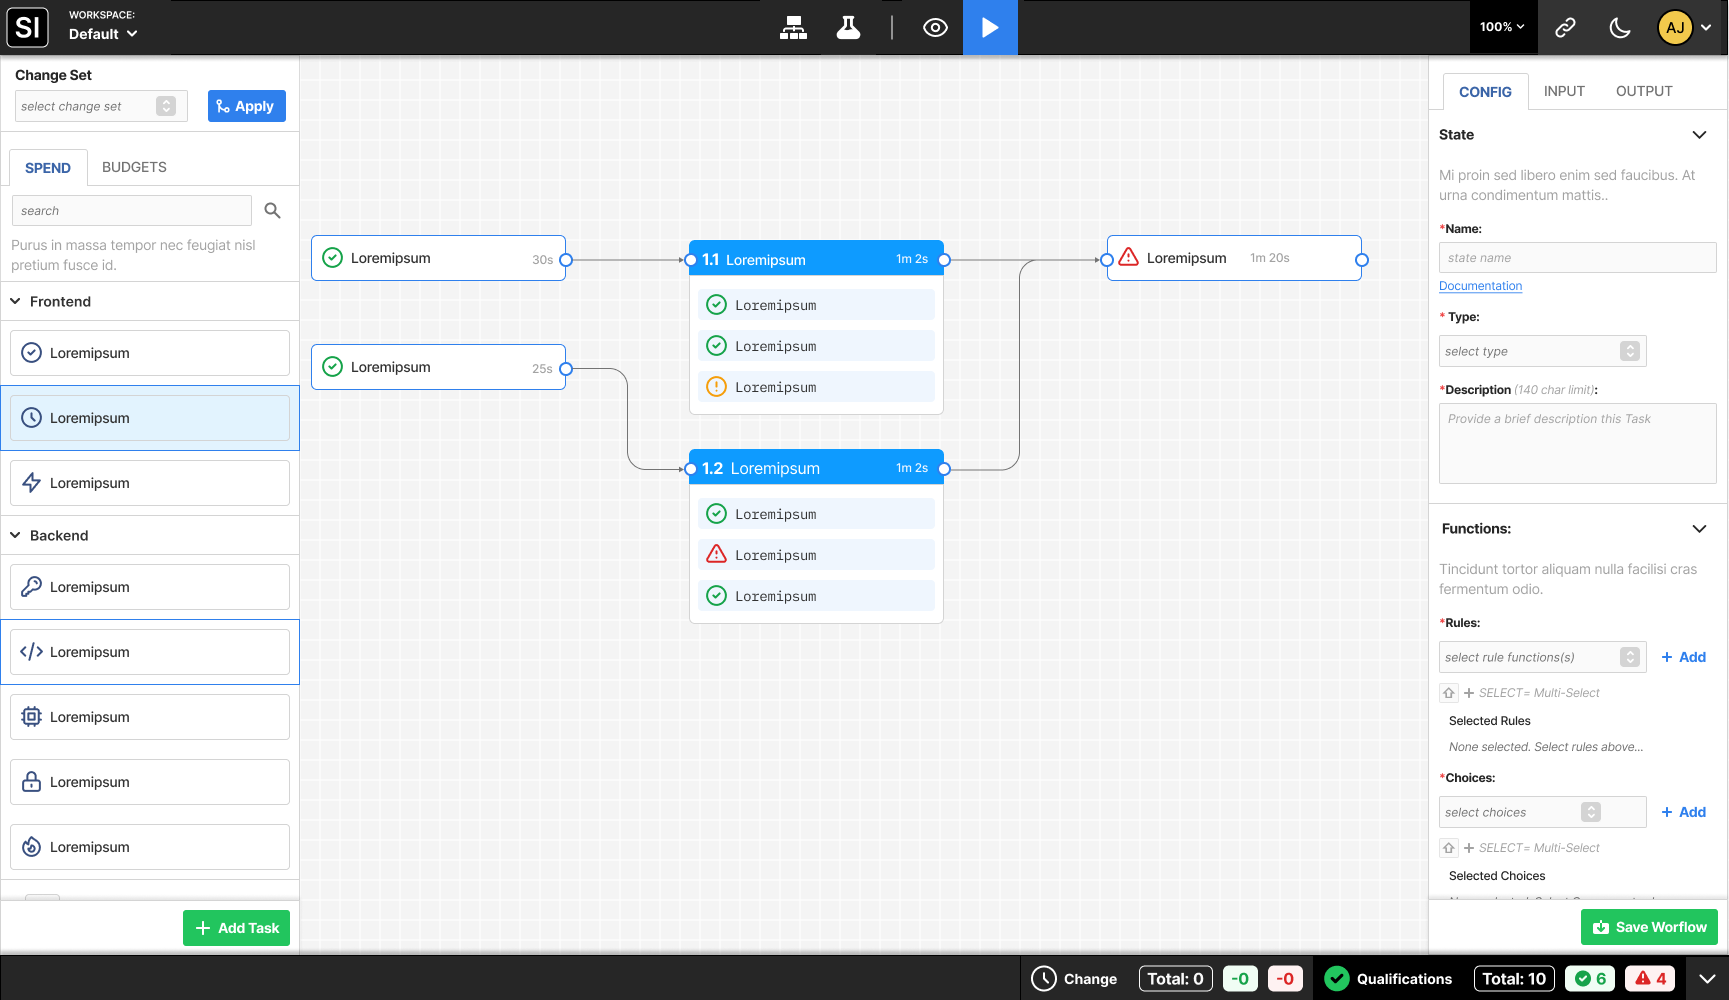 SI
WORKSPACE:
Default
100%
AJ
Change Set
select change set
Apply
SPEND
BUDGETS
search
Purus in massa tempor nec feugiat nisl
pretium fusce id.
Frontend
Loremipsum
Loremipsum
Loremipsum
Backend
Loremipsum
Loremipsum
Loremipsum
Loremipsum
Loremipsum
Add Task
Loremipsum 30s
Loremipsum 25s
1.1 Loremipsum 1m 2s
Loremipsum
Loremipsum
Loremipsum
1.2 Loremipsum 1m 2s
Loremipsum
Loremipsum
Loremipsum
Loremipsum 1m 20s
CONFIG INPUT OUTPUT
State
Mi proin sed libero enim sed faucibus. At
urna condimentum mattis..
*Name:
state name
Documentation
* Type:
select type
*Description (140 char limit):
Provide a brief description this Task
Functions:
Tincidunt tortor aliquam nulla facilisi cras
fermentum odio.
*Rules:
select rule functions(s)
+ Add
+ SELECT= Multi-Select
Selected Rules
None selected. Select rules above...
*Choices:
select choices
+ Add
+ SELECT= Multi-Select
Selected Choices
Save Worflow
Change Total: 0 -0 -0
Qualifications Total: 10 6 4